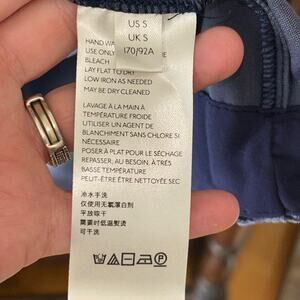 US S
UK S
170/92A
HAND WA
USE ONLY
BLEACH
LAY FLAT TO DRY
LOW IRON AS NEEDED
MAY BE DRY CLEANED
LAVAGE À LA MAIN À
TEMPÉRATURE FROIDE
UTILISER UN AGENT DE
BLANCHIMENT SANS CHLORE SI
NÉCESSAIRE
POSER À PLAT POUR LE SÉCHAGE
REPASSER, AU BESOIN, À TRÈS
BASSE TEMPÉRATURE
PEUT-ÊTRE ÊTRE NETTOYÉE SEC
冷水手洗
仅使用无氯漂白剂
平放晾干
需要时低温熨烫
可干洗